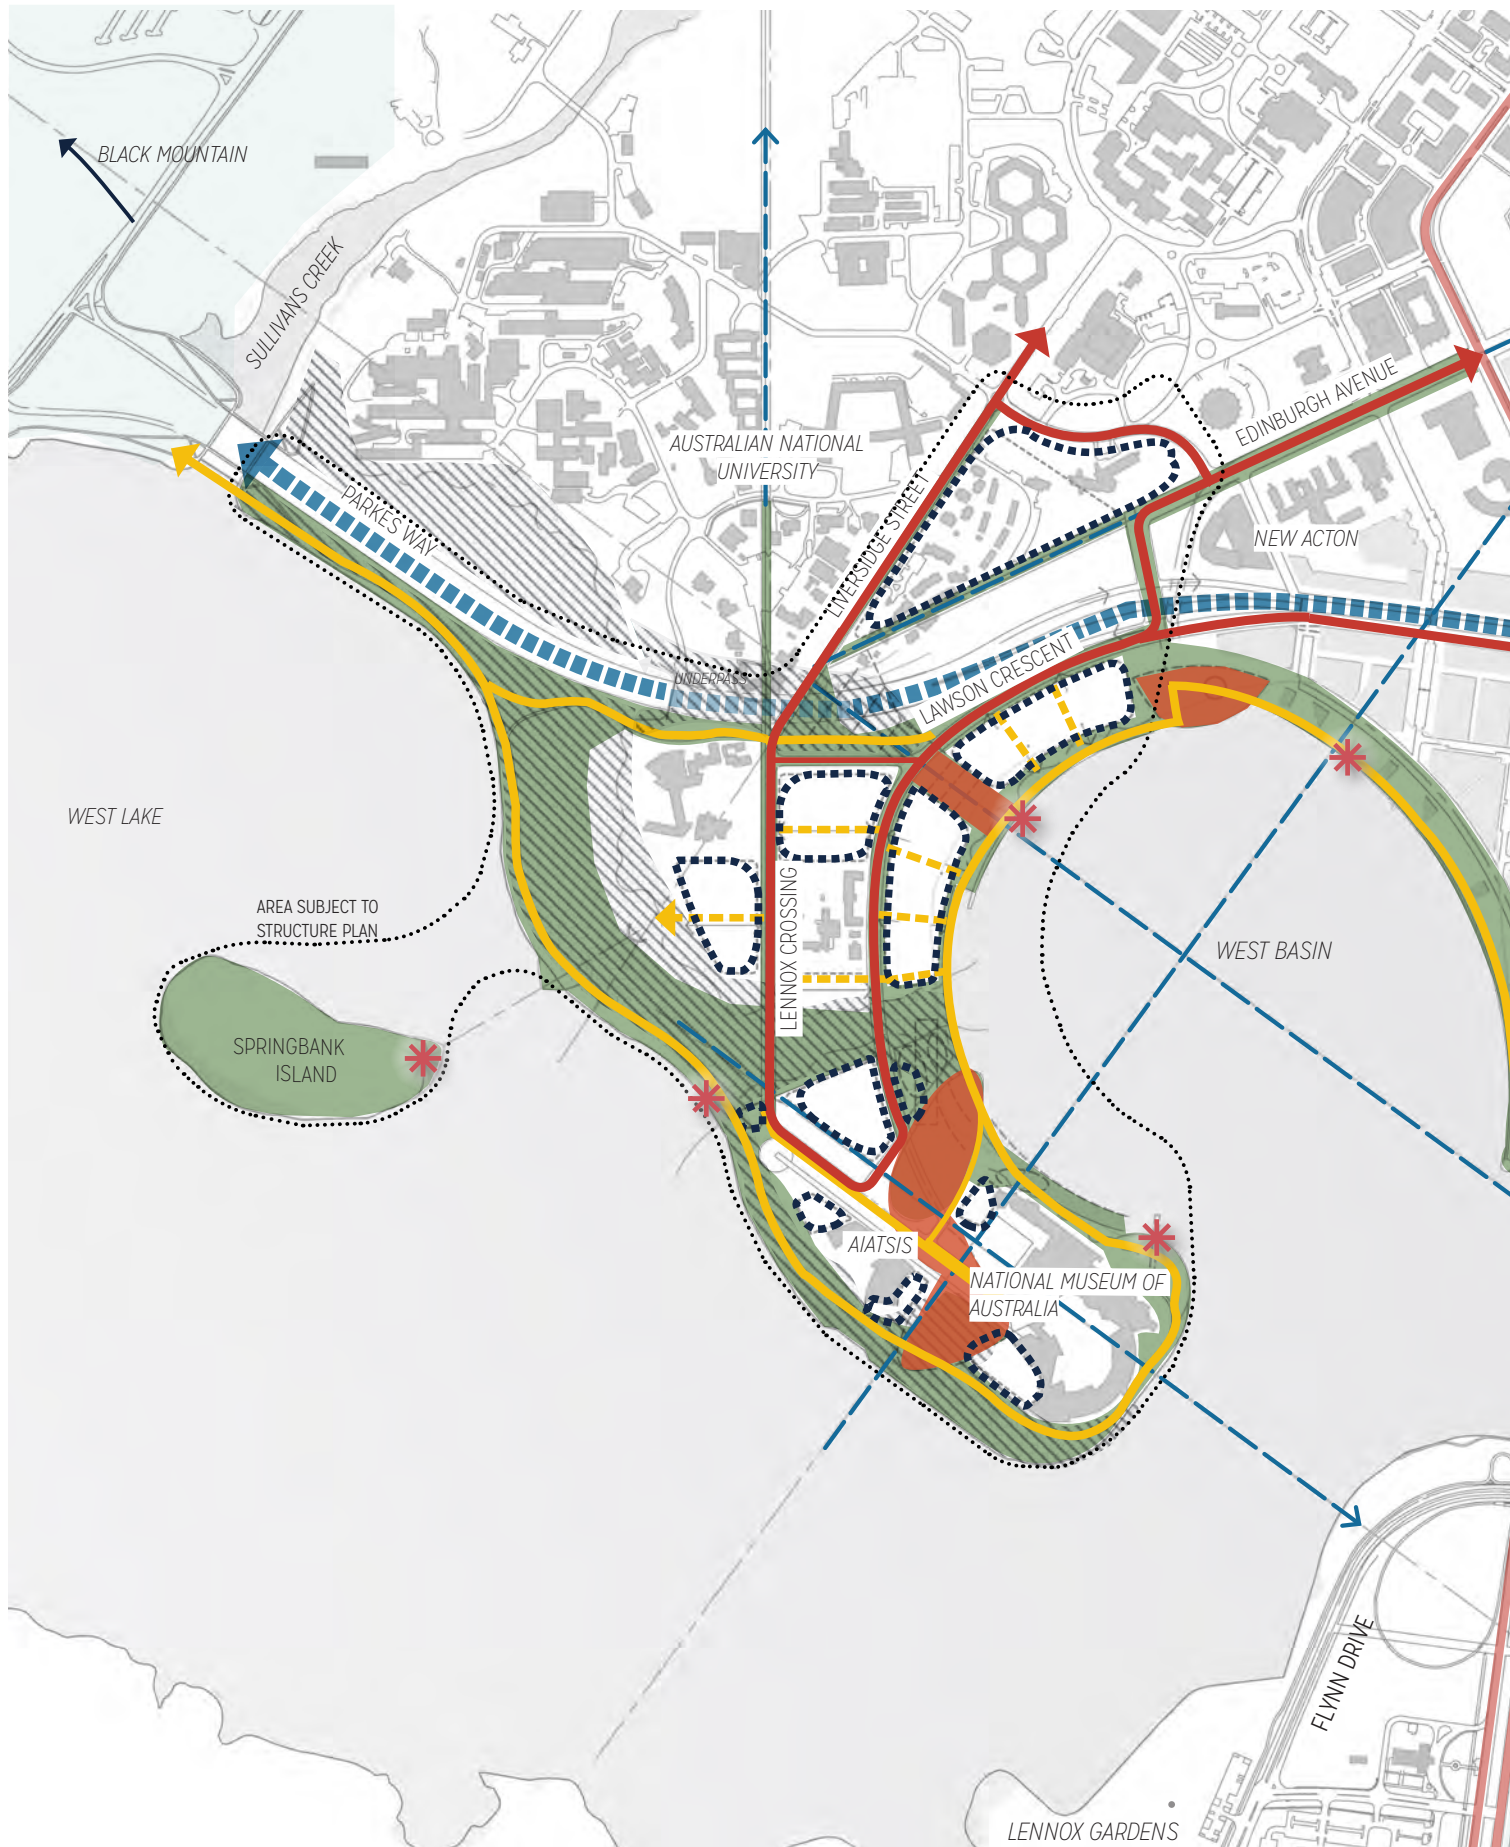 BLACK MOUNTAIN
SULLIVANS CREEK
AUSTRALIAN NATIONAL
UNIVERSITY
EDINBURGH AVENUE
PARKES WAY
LIVERSIDGE STREET
NEW ACTON
UNDERPASS
LAWSON CRESCENT
WEST LAKE
LENNOX CROSSING
AREA SUBJECT TO
STRUCTURE PLAN
WEST BASIN
SPRINGBANK
ISLAND
AIATSIS
NATIONAL MUSEUM OF
AUSTRALIA
FLYNN DRIVE
LENNOX GARDENS